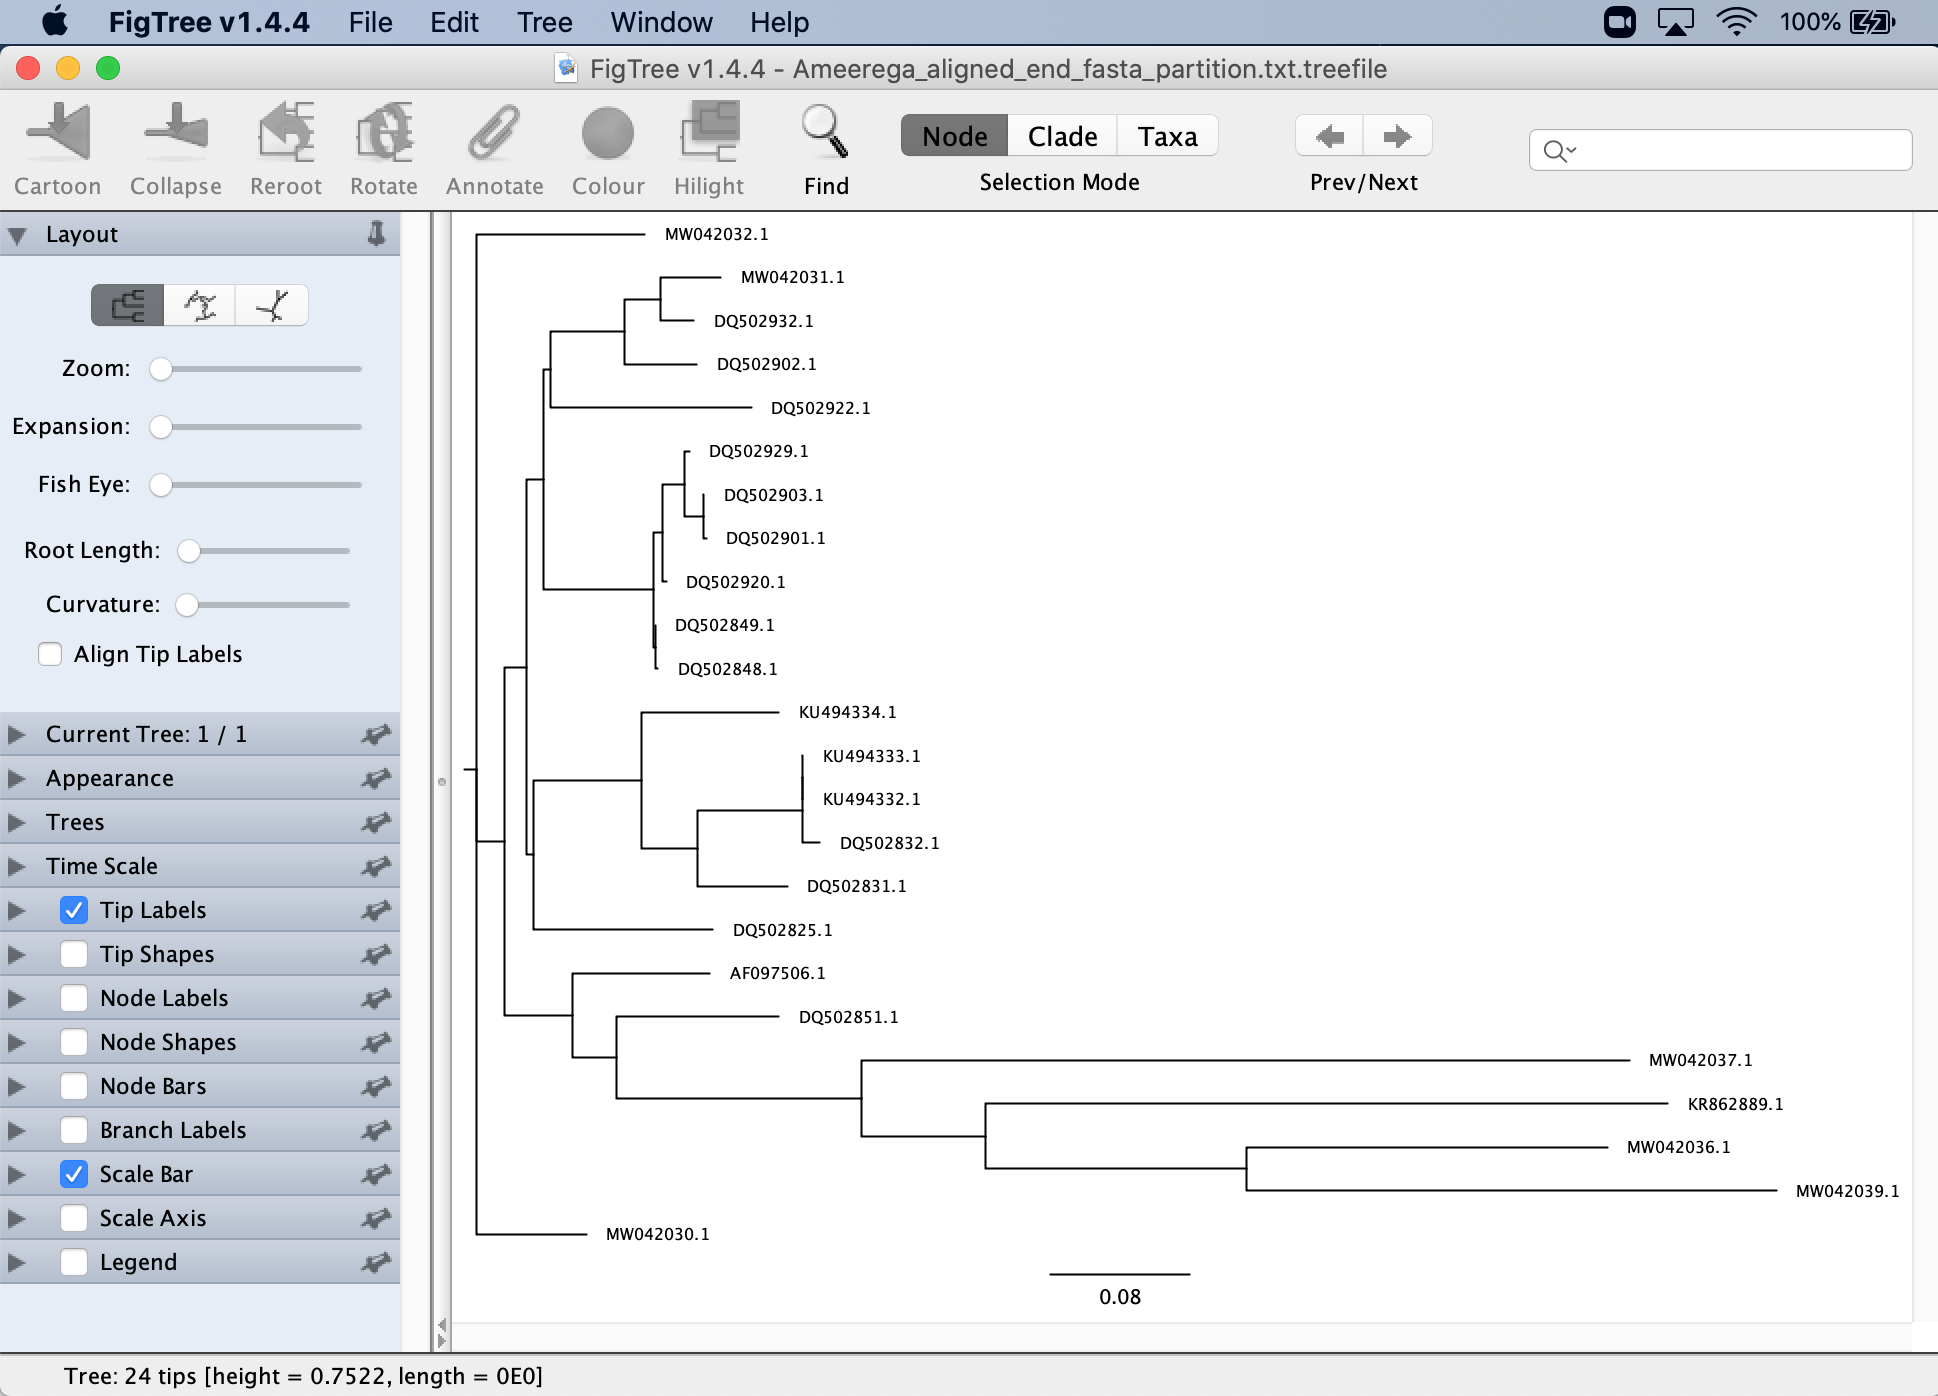 FigTree v1.4.4 File Edit Tree Window Help 100%
FigTree v1.4.4 - Ameerega_aligned_end_fasta_partition.txt.treefile
Cartoon Collapse Reroot Rotate Annotate Colour Hilight Find
Node Clade Taxa
Selection Mode
Prev/Next
Layout
Zoom:
Expansion:
Fish Eye:
Root Length:
Curvature:
Align Tip Labels
Current Tree: 1 / 1
Appearance
Trees
Time Scale
Tip Labels
Tip Shapes
Node Labels
Node Shapes
Node Bars
Branch Labels
Scale Bar
Scale Axis
Legend
MW042032.1
MW042031.1
DQ502932.1
DQ502902.1
DQ502922.1
DQ502929.1
DQ502903.1
DQ502901.1
DQ502920.1
DQ502849.1
DQ502848.1
KU494334.1
KU494333.1
KU494332.1
DQ502832.1
DQ502831.1
DQ502825.1
AF097506.1
DQ502851.1
MW042037.1
KR862889.1
MW042036.1
MW042039.1
MW042030.1
0.08
Tree: 24 tips [height = 0.7522, length = 0E0]